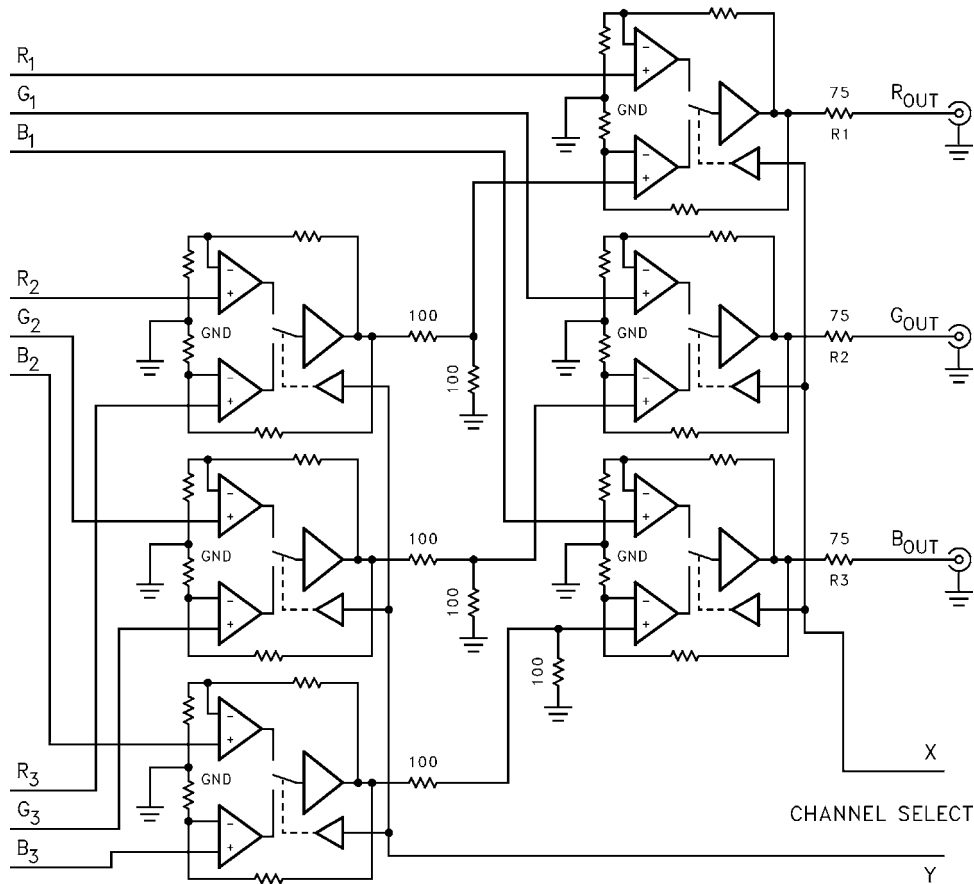 R1
G1
B1
GND
75
R1
ROUT
R2
G2
B2
GND
100
100
GND
75
R2
GOUT
GND
100
100
GND
75
R3
BOUT
R3
G3
B3
GND
100
100
X
CHANNEL SELECT
Y
- + - +
- + - +
- + - +
- + - +
- + - +
- + - +